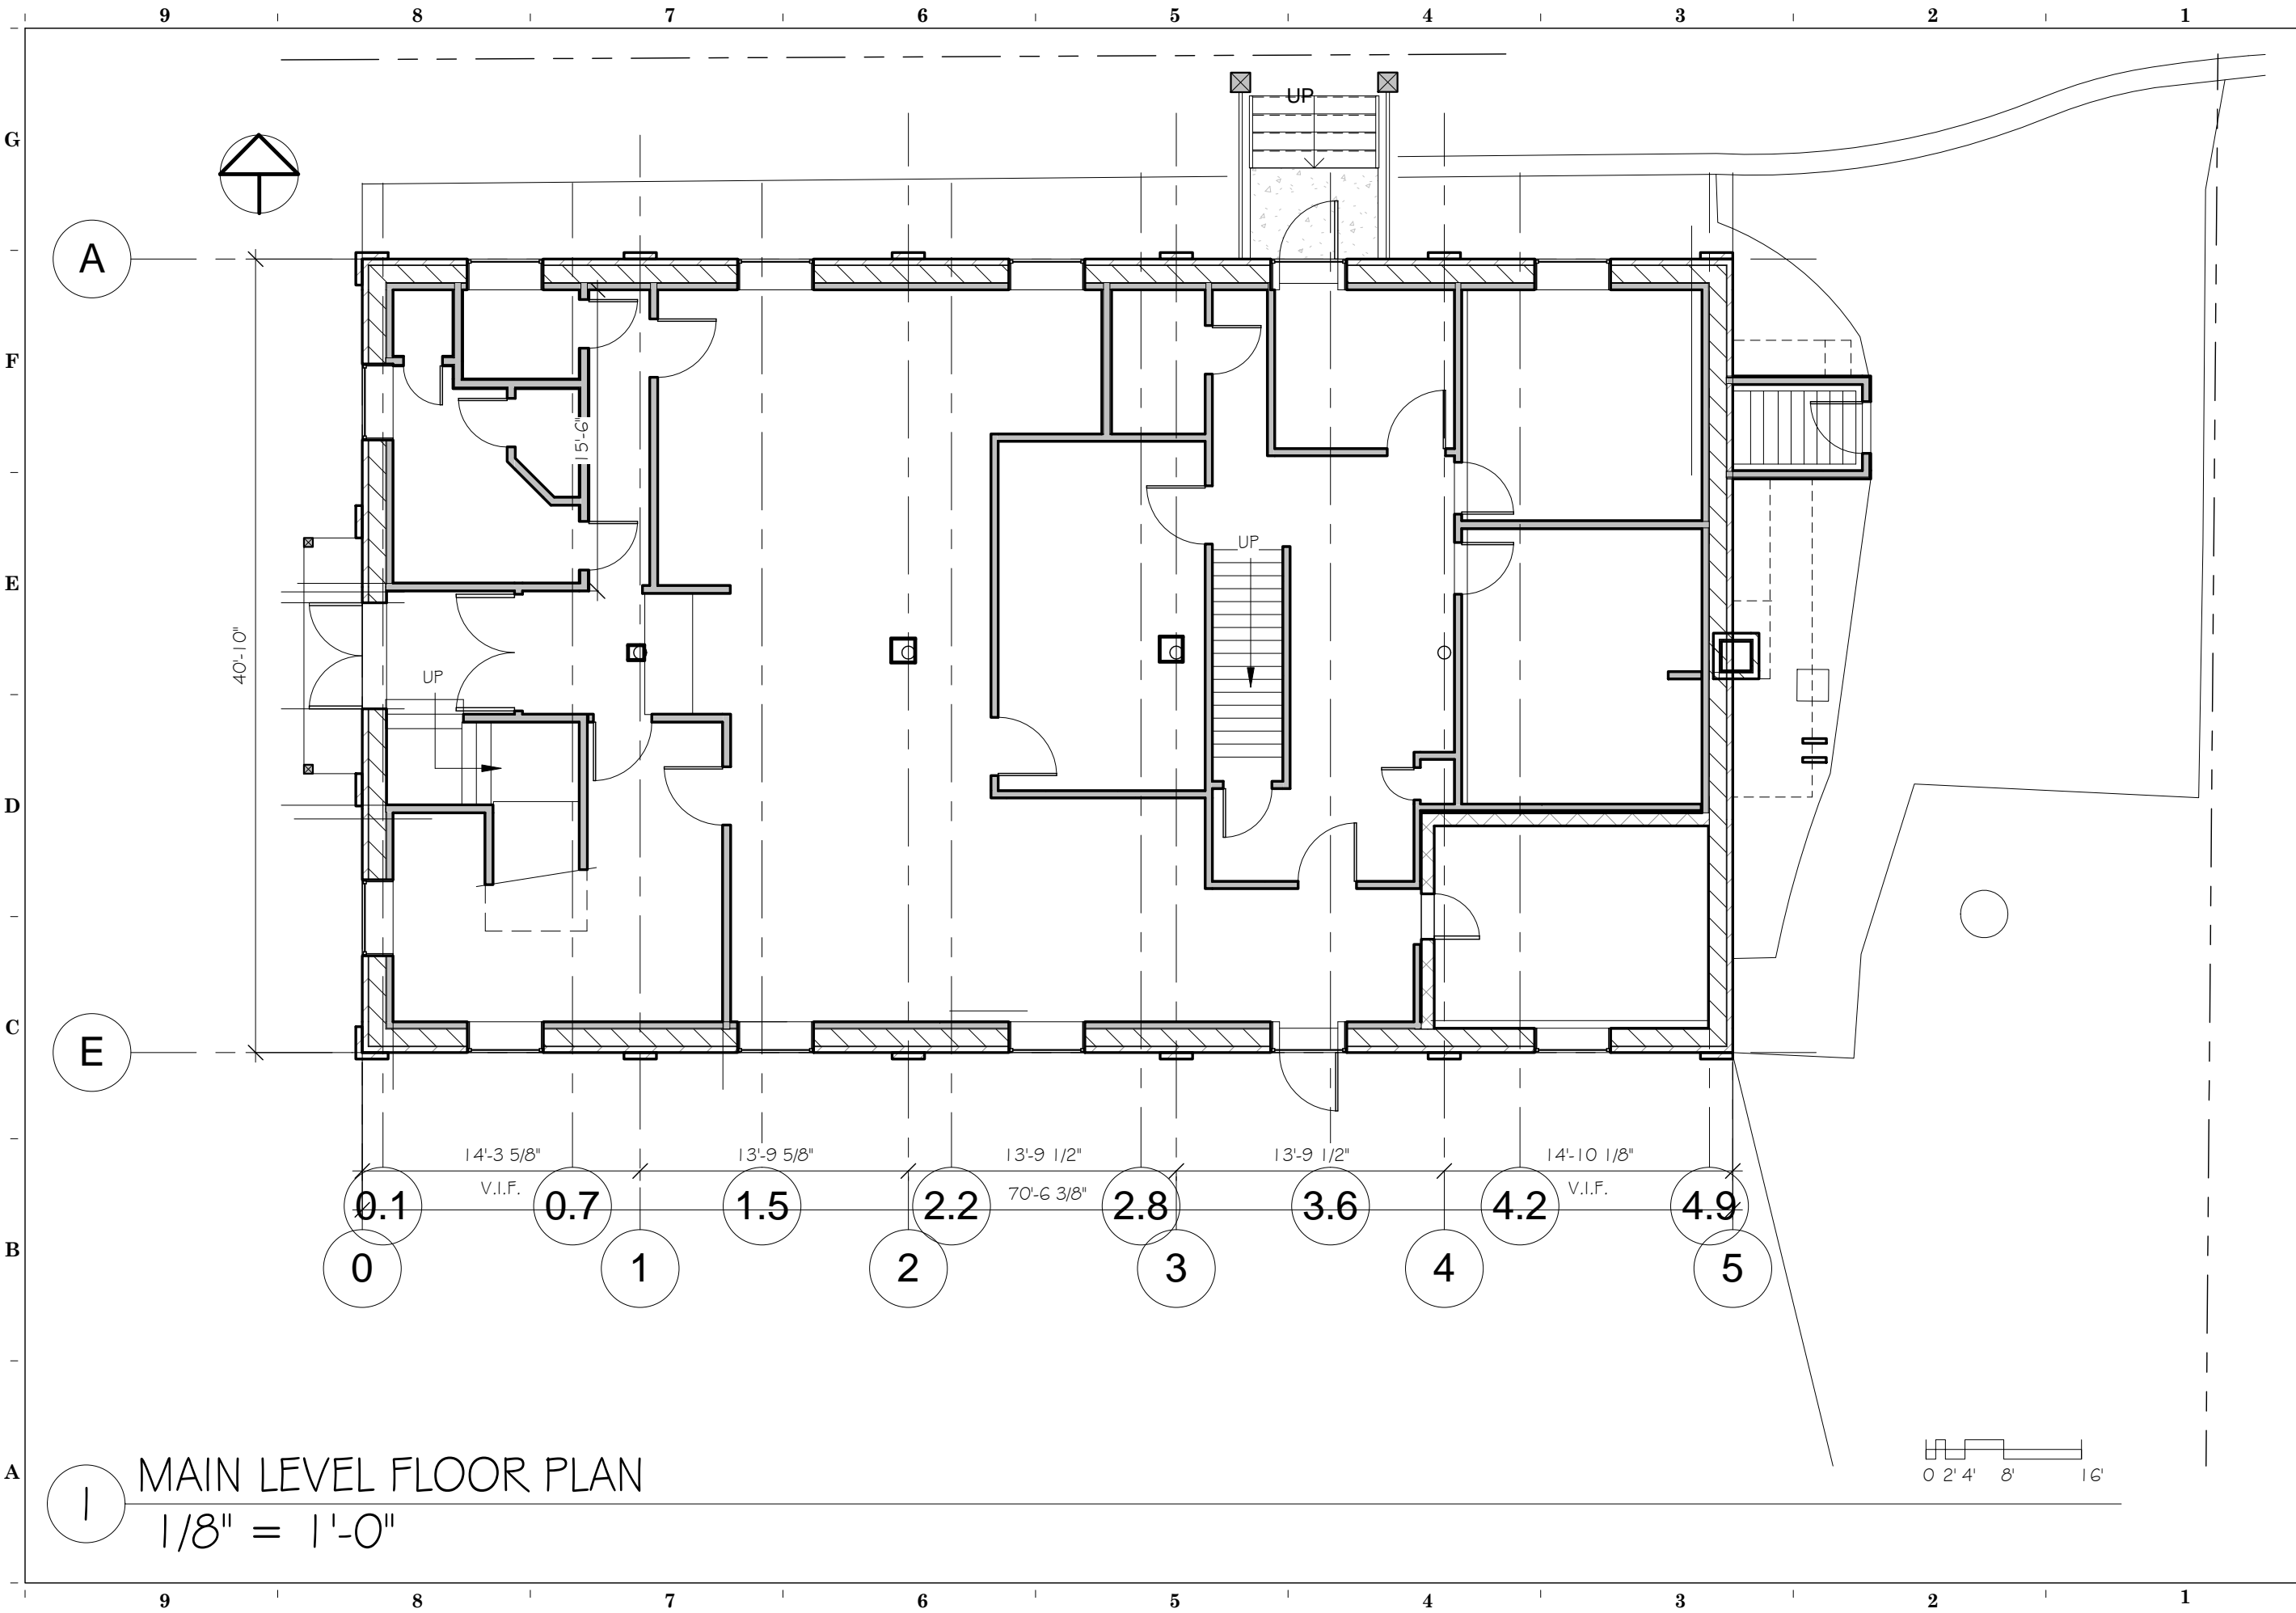 9 8 7 6 5 4 3 2 1
UP
G
A
F
15'-6"
E
UP
40'-10"
UP
D
C
E
14'-3 5/8" 13'-9 5/8" 13'-9 1/2" 13'-9 1/2" 14'-10 1/8"
V.I.F. 70'-6 3/8" V.I.F.
0.1 0.7 1.5 2.2 2.8 3.6 4.2 4.9
B
0 1 2 3 4 5
A
MAIN LEVEL FLOOR PLAN
0 2' 4' 8' 16'
1
1/8" = 1'-0"
9 8 7 6 5 4 3 2 1